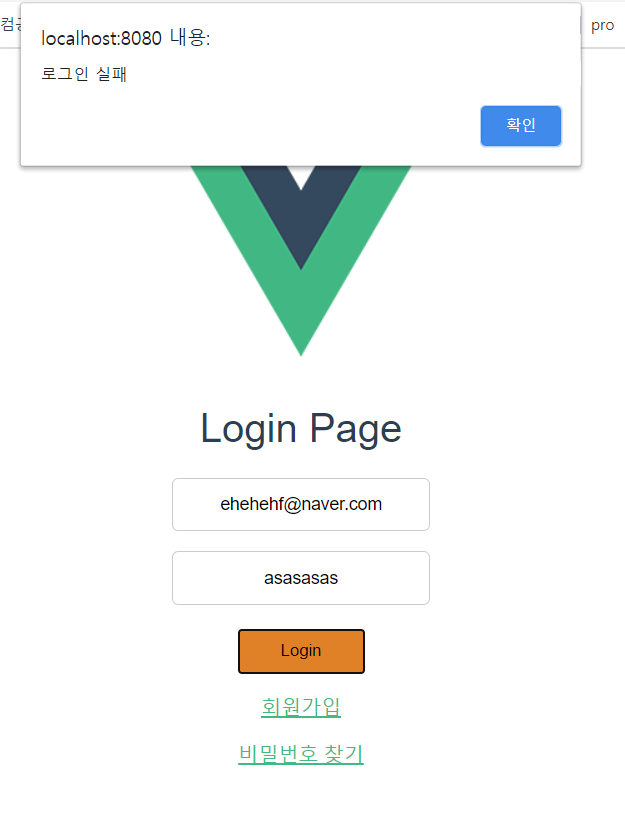 컴공
pro
localhost:8080 내용:
로그인 실패
확인
Login Page
ehehehf@naver.com
asasasas
Login
회원가입
비밀번호 찾기